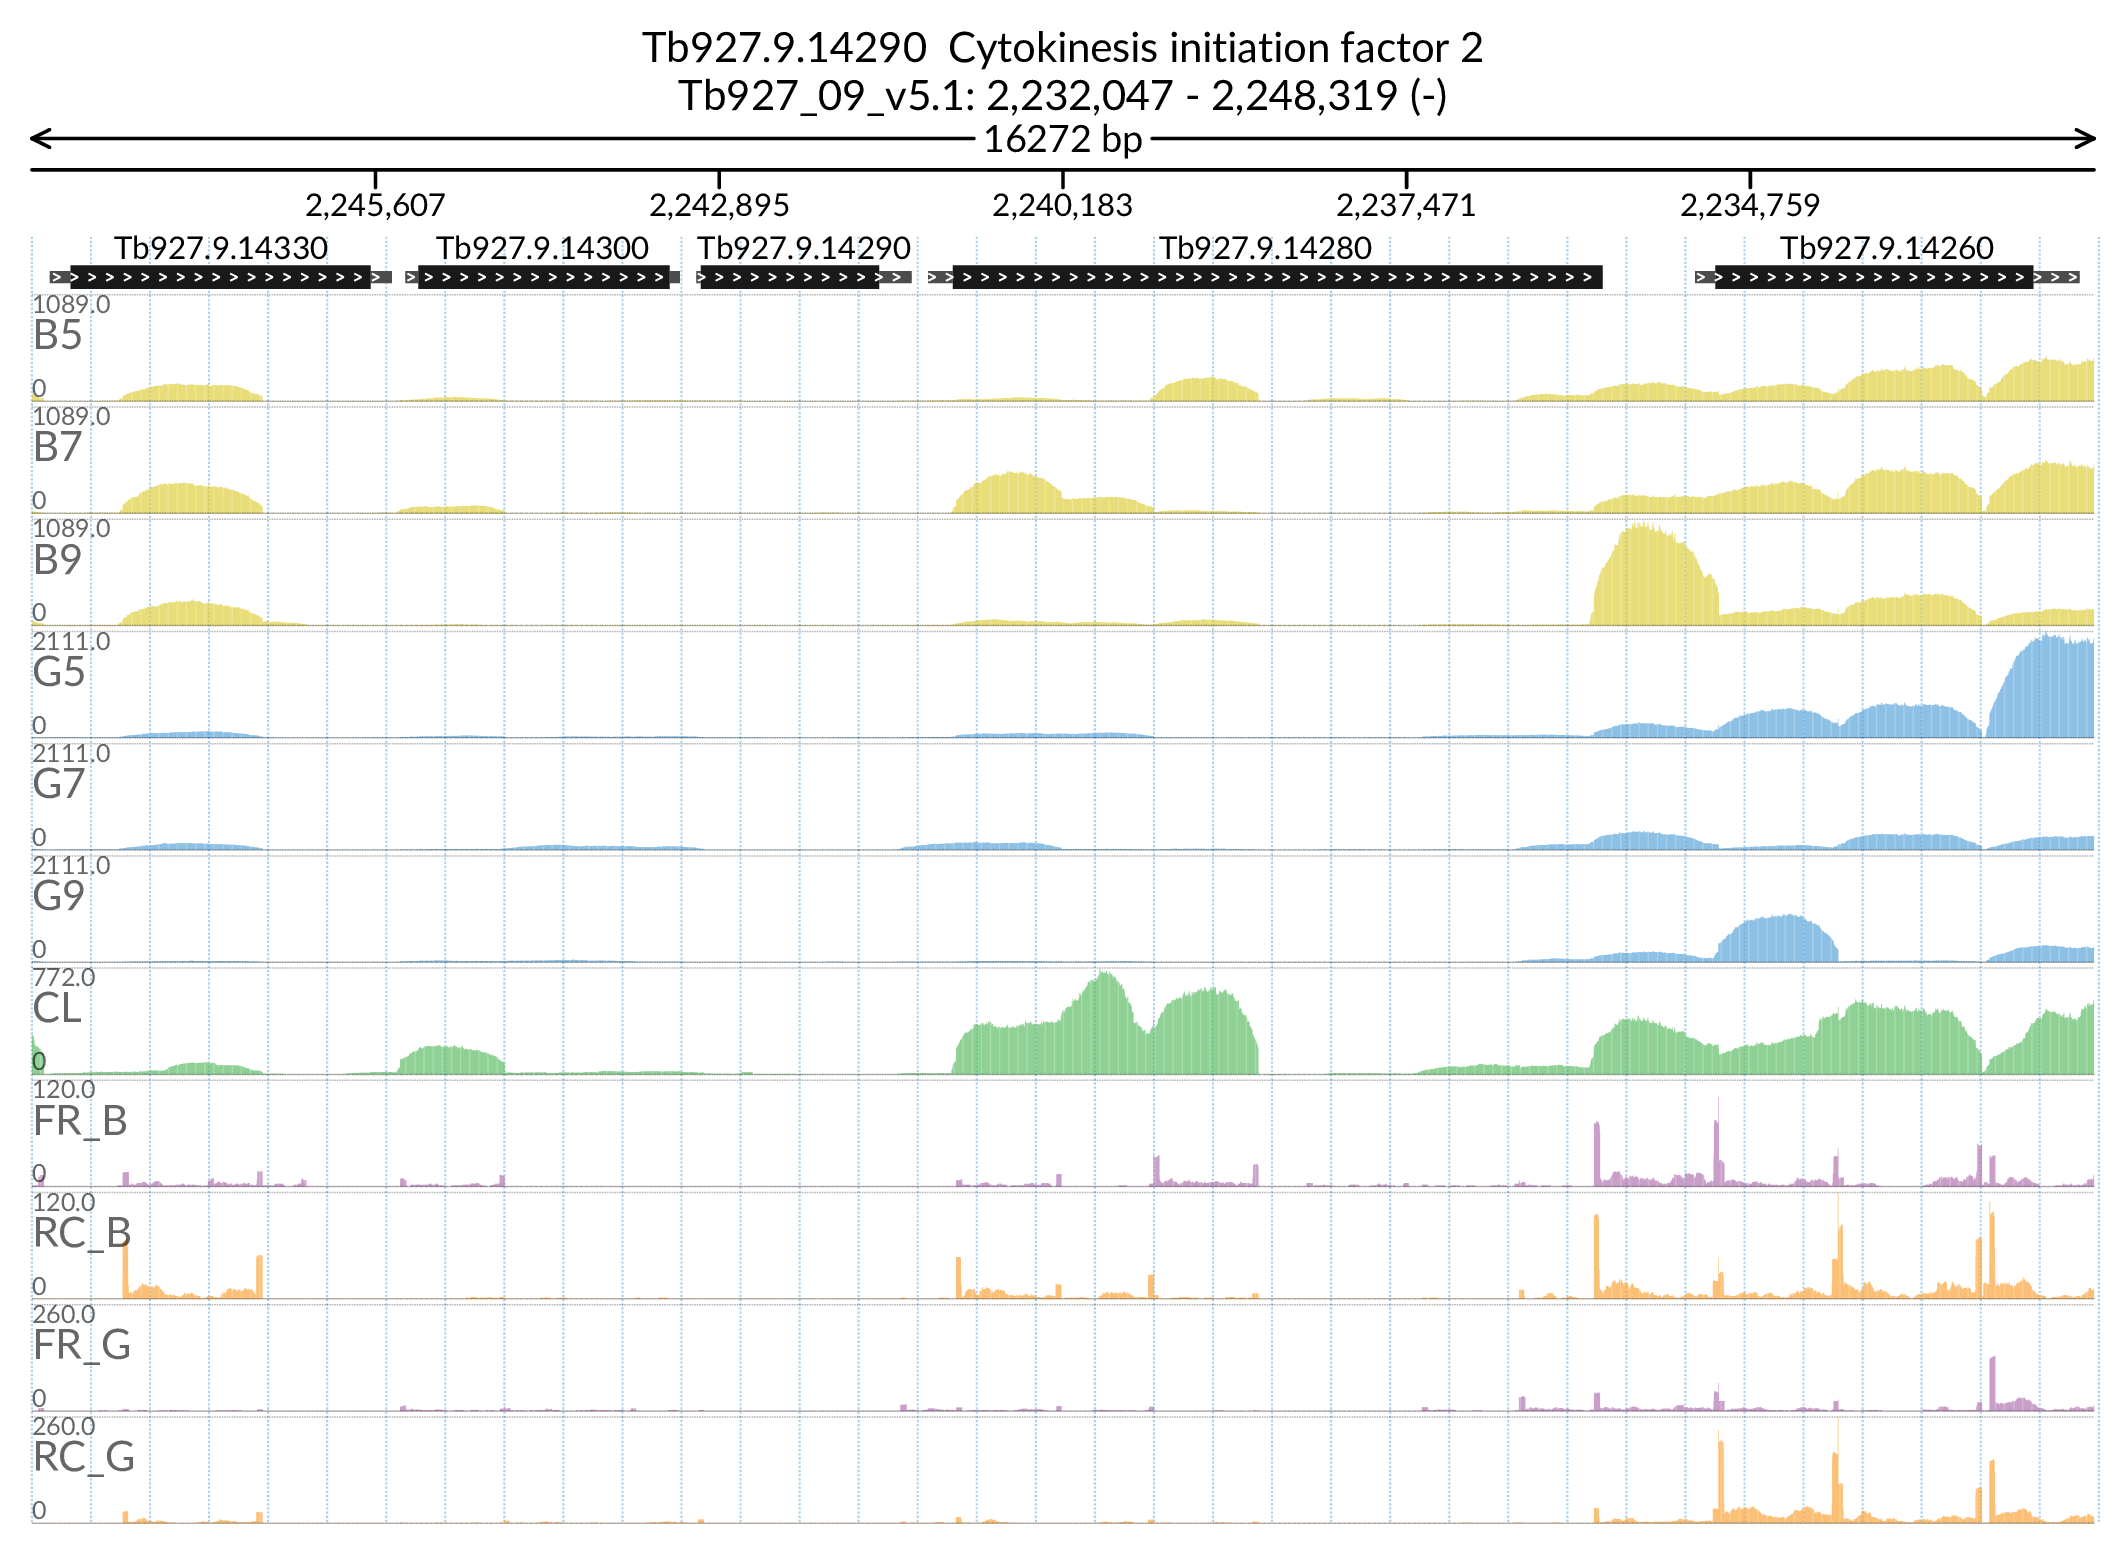 Tb927.9.14290  Cytokinesis initiation factor 2
Tb927_09_v5.1: 2,232,047 - 2,248,319 (-)
16272 bp
2,245,607 2,242,895 2,240,183 2,237,471 2,234,759
Tb927.9.14330 Tb927.9.14300 Tb927.9.14290 Tb927.9.14280 Tb927.9.14260
1089.0
B5
0
1089.0
B7
0
1089.0
B9
0
2111.0
G5
0
2111.0
G7
0
2111.0
G9
0
772.0
CL
0
120.0
FR_B
0
120.0
RC_B
0
260.0
FR_G
0
260.0
RC_G
0